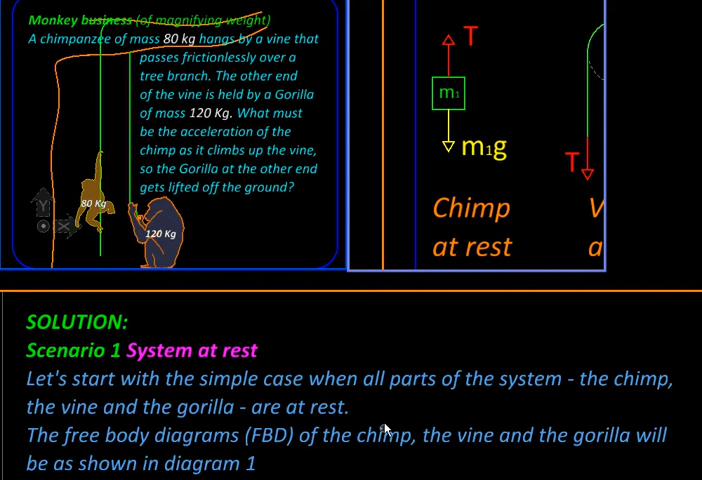 Monkey business (of magnifying weight)
A chimpanzee of mass 80 kg hangs by a vine that
passes frictionlessly over a
tree branch. The other end
of the vine is held by a Gorilla
of mass 120 Kg. What must
be the acceleration of the
chimp as it climbs up the vine,
so the Gorilla at the other end
gets lifted off the ground?
80 Kg
120 Kg
Y
X
T
m1
m1g
T
Chimp
at rest
V
a
SOLUTION:
Scenario 1 System at rest
Let's start with the simple case when all parts of the system - the chimp,
the vine and the gorilla - are at rest.
The free body diagrams (FBD) of the chimp, the vine and the gorilla will
be as shown in diagram 1